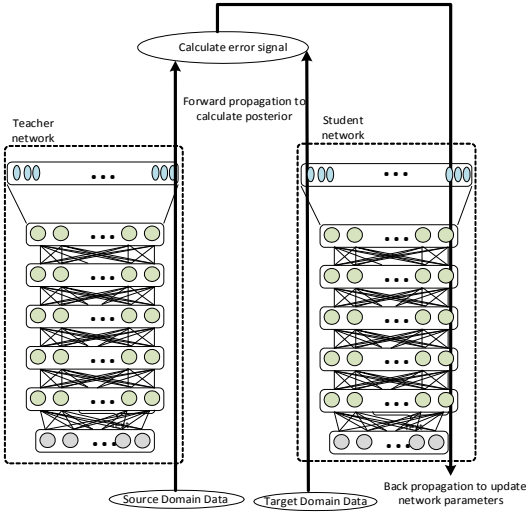 Calculate error signal
Forward propagation to
calculate posterior
Teacher
network
Student
network
Source Domain Data
Target Domain Data
Back propagation to update
network parameters